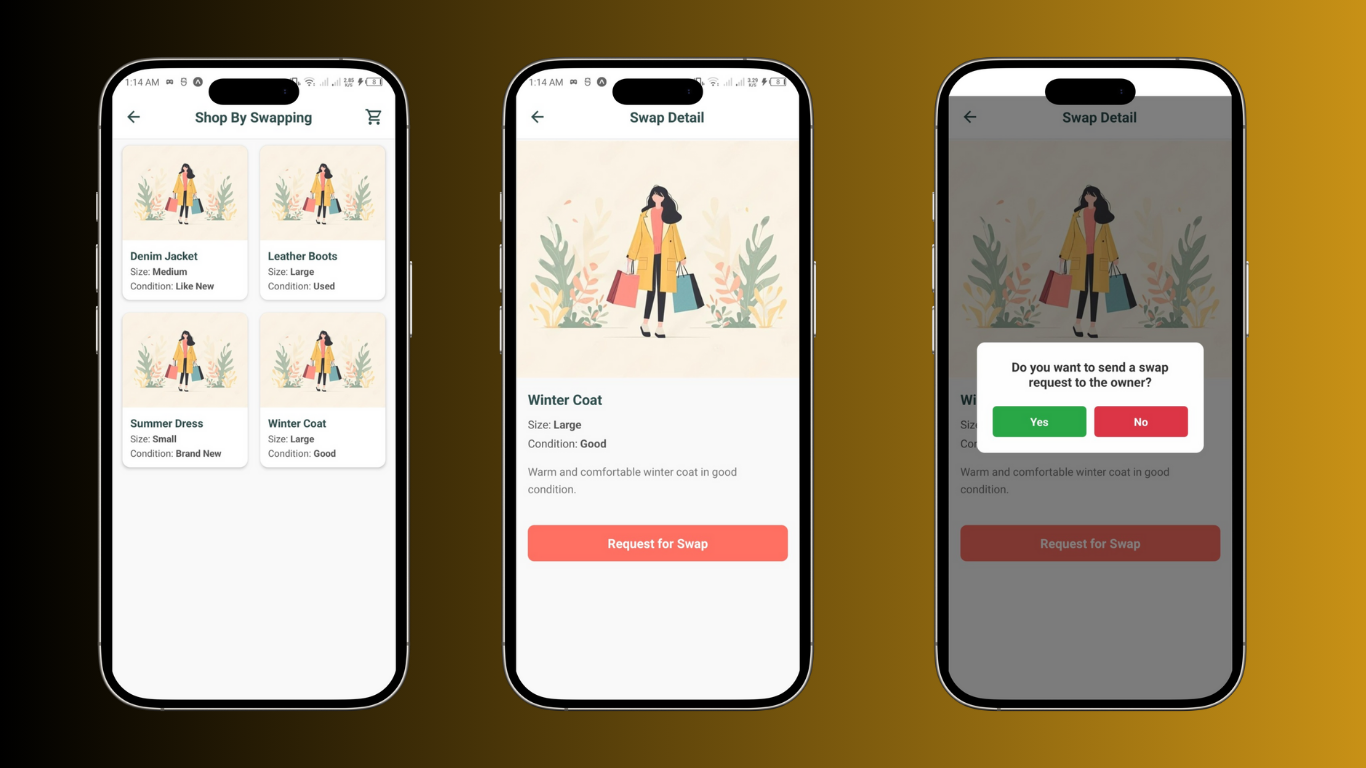 1:14 AM
Shop By Swapping
Denim Jacket
Size: Medium
Condition: Like New
Leather Boots
Size: Large
Condition: Used
Summer Dress
Size: Small
Condition: Brand New
Winter Coat
Size: Large
Condition: Good
1:14 AM
Swap Detail
Winter Coat
Size: Large
Condition: Good
Warm and comfortable winter coat in good
condition.
Request for Swap
Swap Detail
Do you want to send a swap
request to the owner?
Yes
No
Wi
Size
Con
Warm and comfortable winter coat in good
condition.
Request for Swap